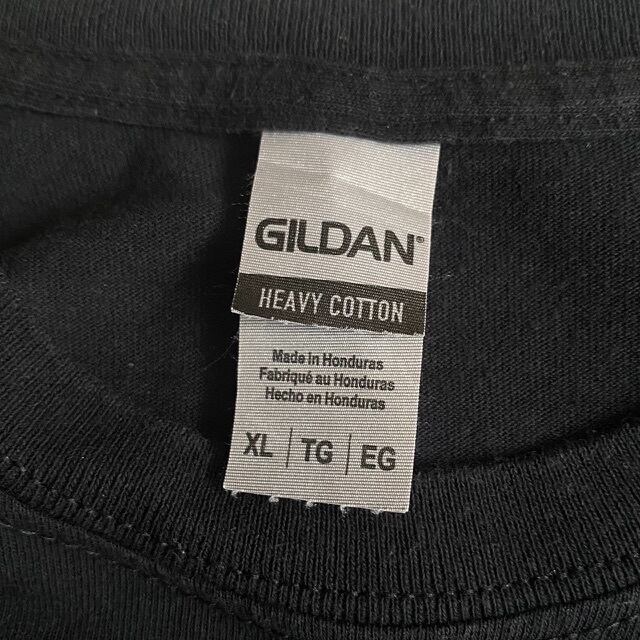 GILDAN®
HEAVY COTTON
Made in Honduras
Fabriqué au Honduras
Hecho en Honduras
XL | TG | EG